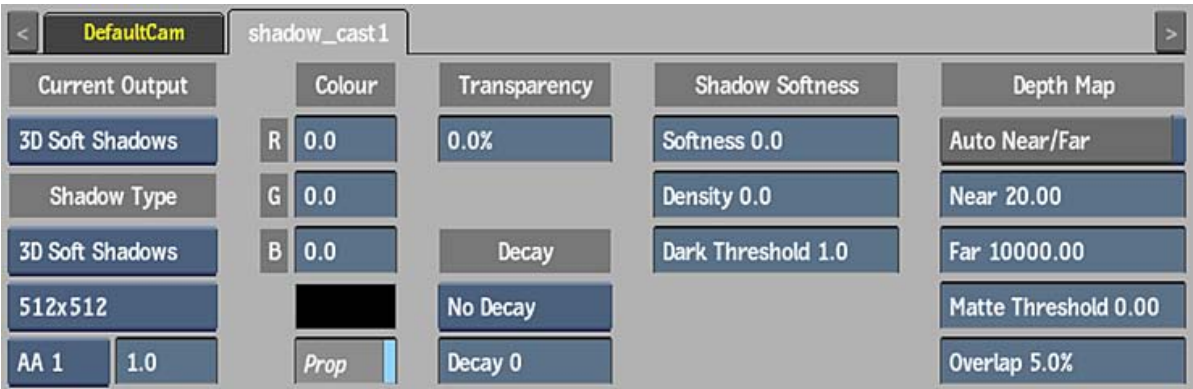 < DefaultCam shadow_cast1 >
Current Output Colour Transparency Shadow Softness Depth Map
3D Soft Shadows R 0.0 0.0% Softness 0.0 Auto Near/Far
Shadow Type G 0.0 Density 0.0 Near 20.00
3D Soft Shadows B 0.0 Decay Dark Threshold 1.0 Far 10000.00
512x512 No Decay Matte Threshold 0.00
AA 1 1.0 Prop Decay 0 Overlap 5.0%